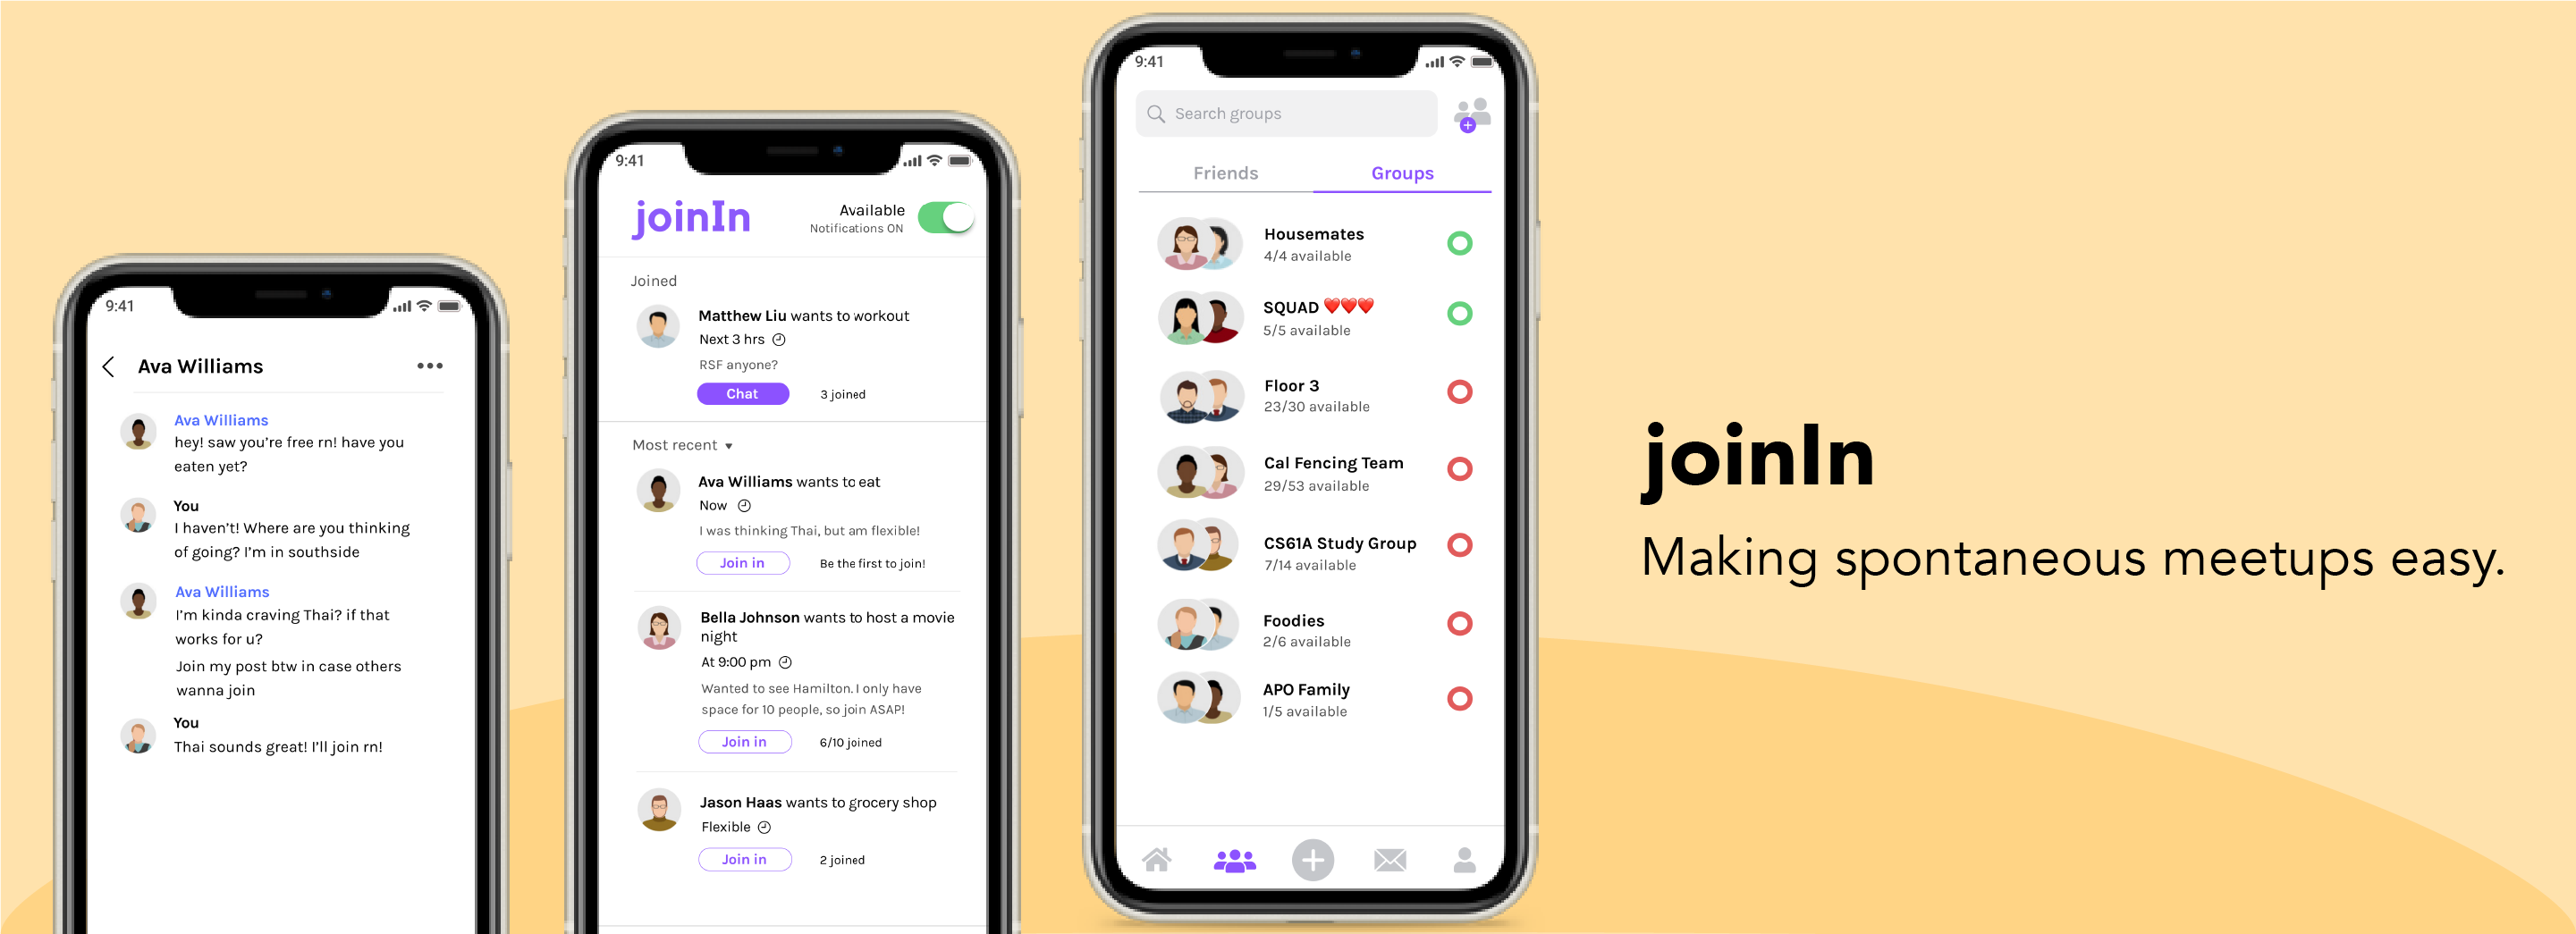 9:41
Ava Williams
Ava Williams
hey! saw you're free rn! have you
eaten yet?
You
I haven't! Where are you thinking
of going? I'm in southside
Ava Williams
I'm kinda craving Thai? if that
works for u?
Join my post btw in case others
wanna join
You
Thai sounds great! I'll join rn!
9:41
joinIn
Available
Notifications ON
Joined
Matthew Liu wants to workout
Next 3 hrs
RSF anyone?
Chat
3 joined
Most recent
Ava Williams wants to eat
Now
I was thinking Thai, but am flexible!
Join in
Be the first to join!
Bella Johnson wants to host a movie
night
At 9:00 pm
Wanted to see Hamilton. I only have
space for 10 people, so join ASAP!
Join in
6/10 joined
Jason Haas wants to grocery shop
Flexible
Join in
2 joined
9:41
Search groups
Friends
Groups
Housemates
4/4 available
SQUAD ❤️❤️❤️
5/5 available
Floor 3
23/30 available
Cal Fencing Team
29/53 available
CS61A Study Group
7/14 available
Foodies
2/6 available
APO Family
1/5 available
joinIn
Making spontaneous meetups easy.